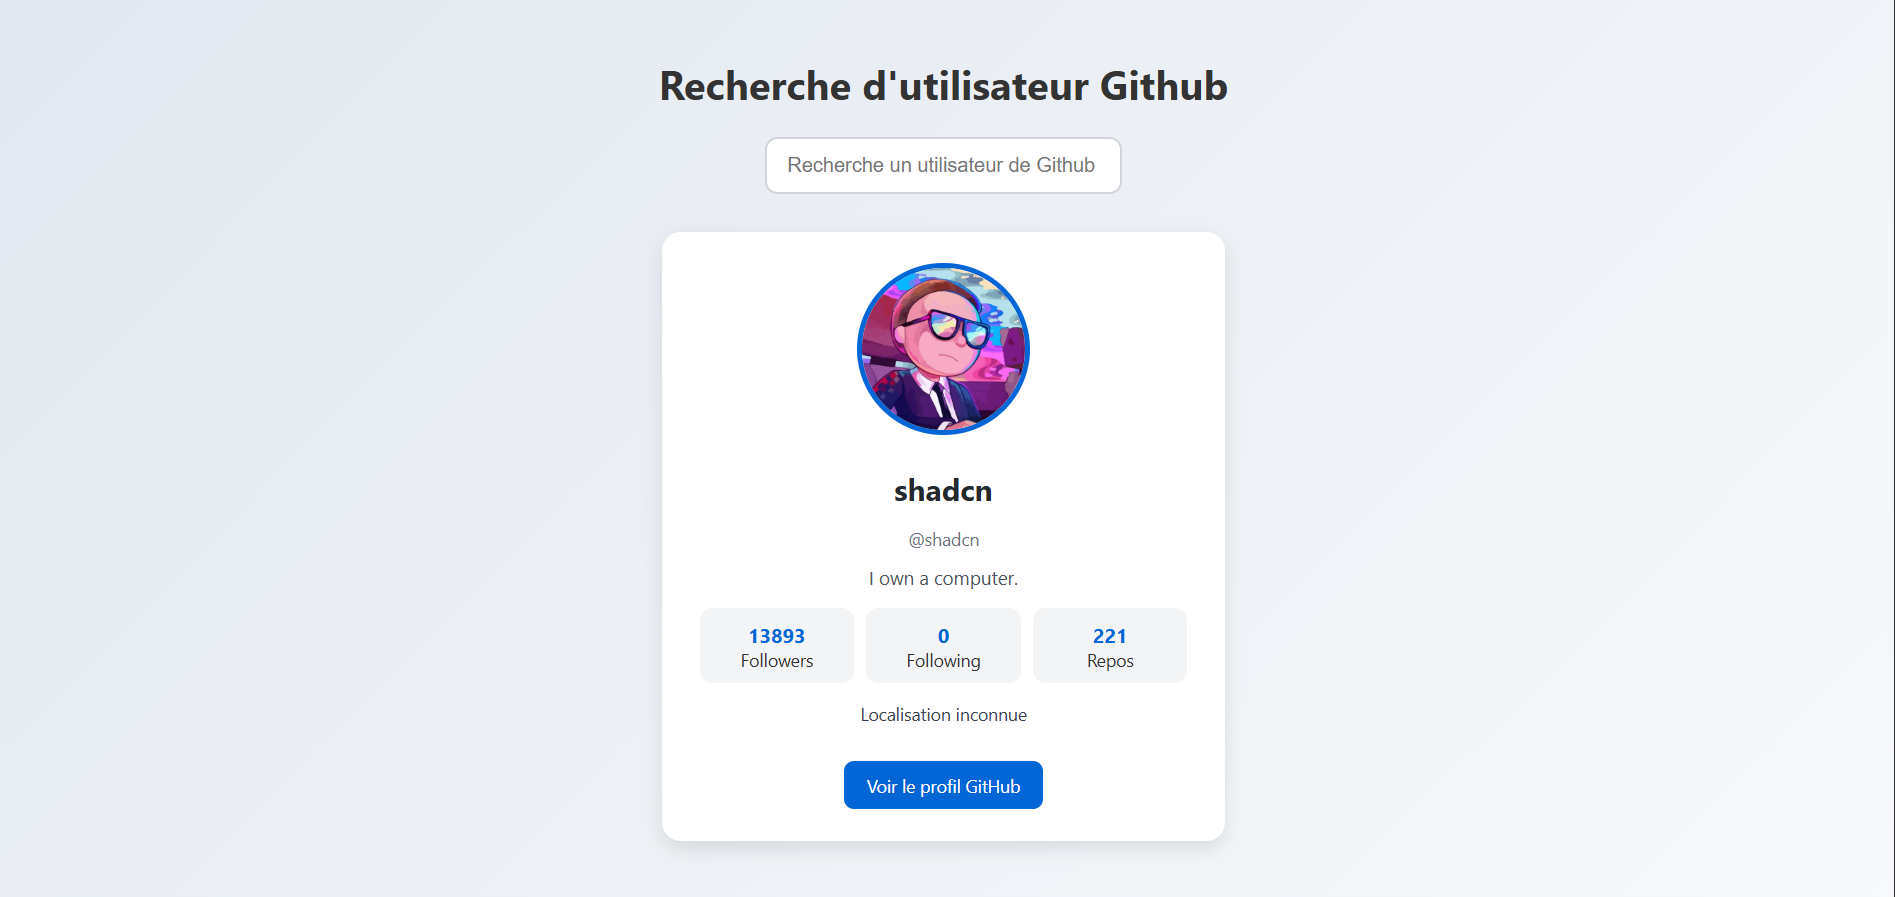 Recherche d'utilisateur Github
Recherche un utilisateur de Github
shadcn
@shadcn
I own a computer.
13893 0 221
Followers Following Repos
Localisation inconnue
Voir le profil GitHub